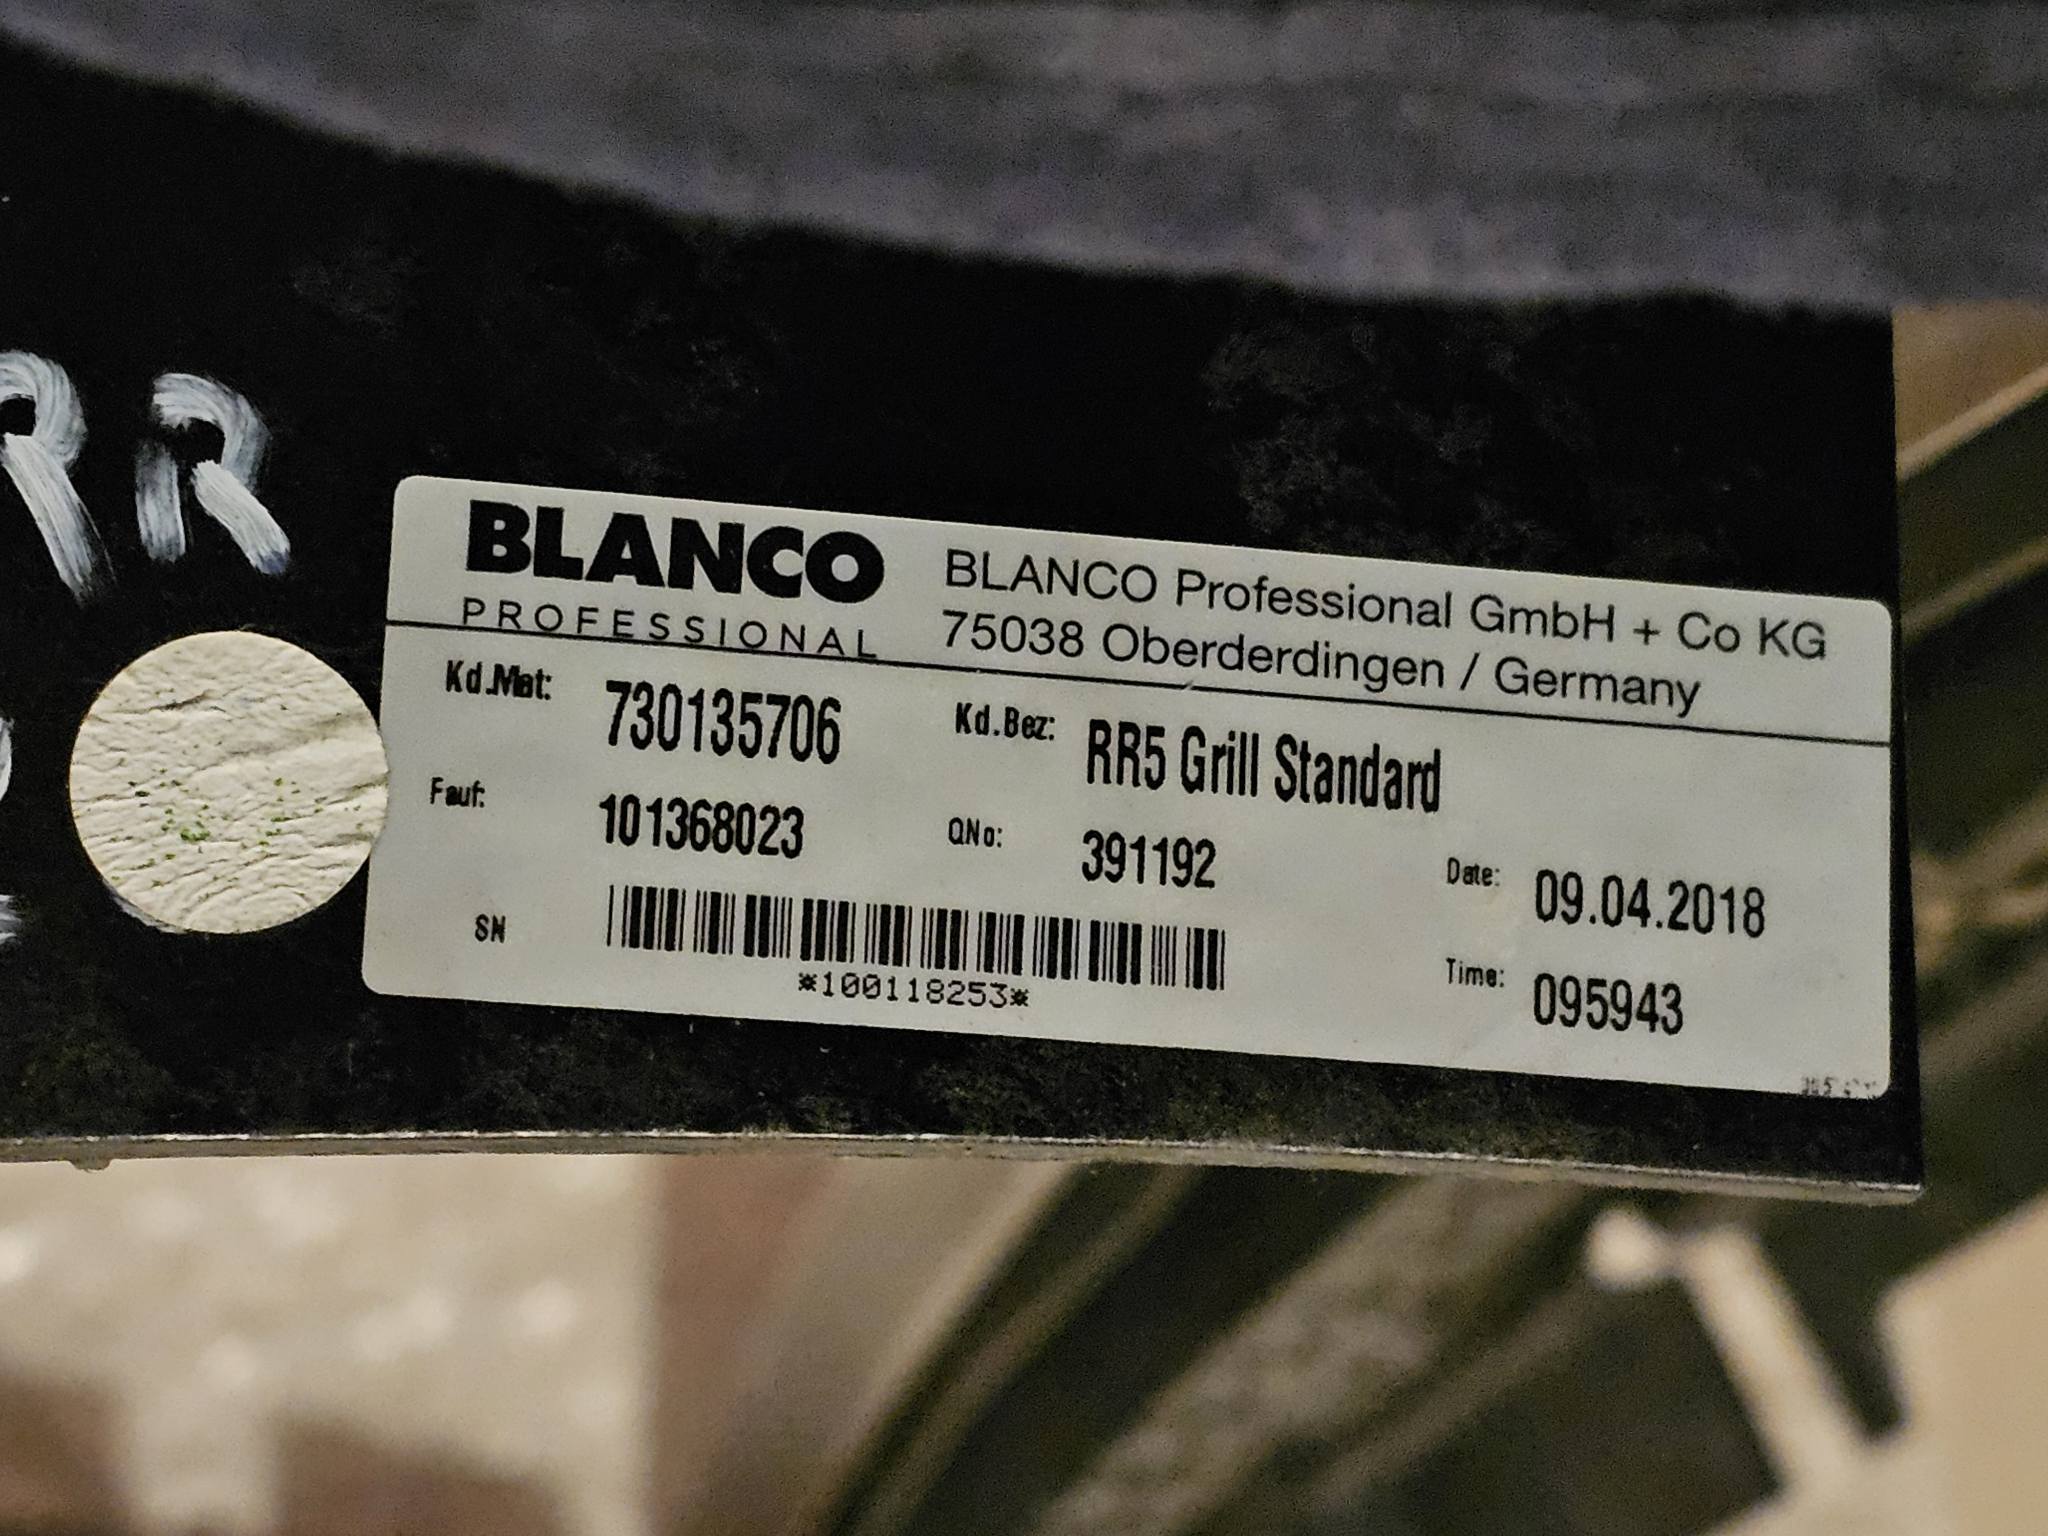 RR
BLANCO
PROFESSIONAL
BLANCO Professional GmbH + Co KG
75038 Oberderdingen / Germany
Kd.Mat: 730135706 Kd.Bez: RR5 Grill Standard
Fauf: 101368023 QNo: 391192 Date: 09.04.2018
SN
*100118253*
Time: 095943